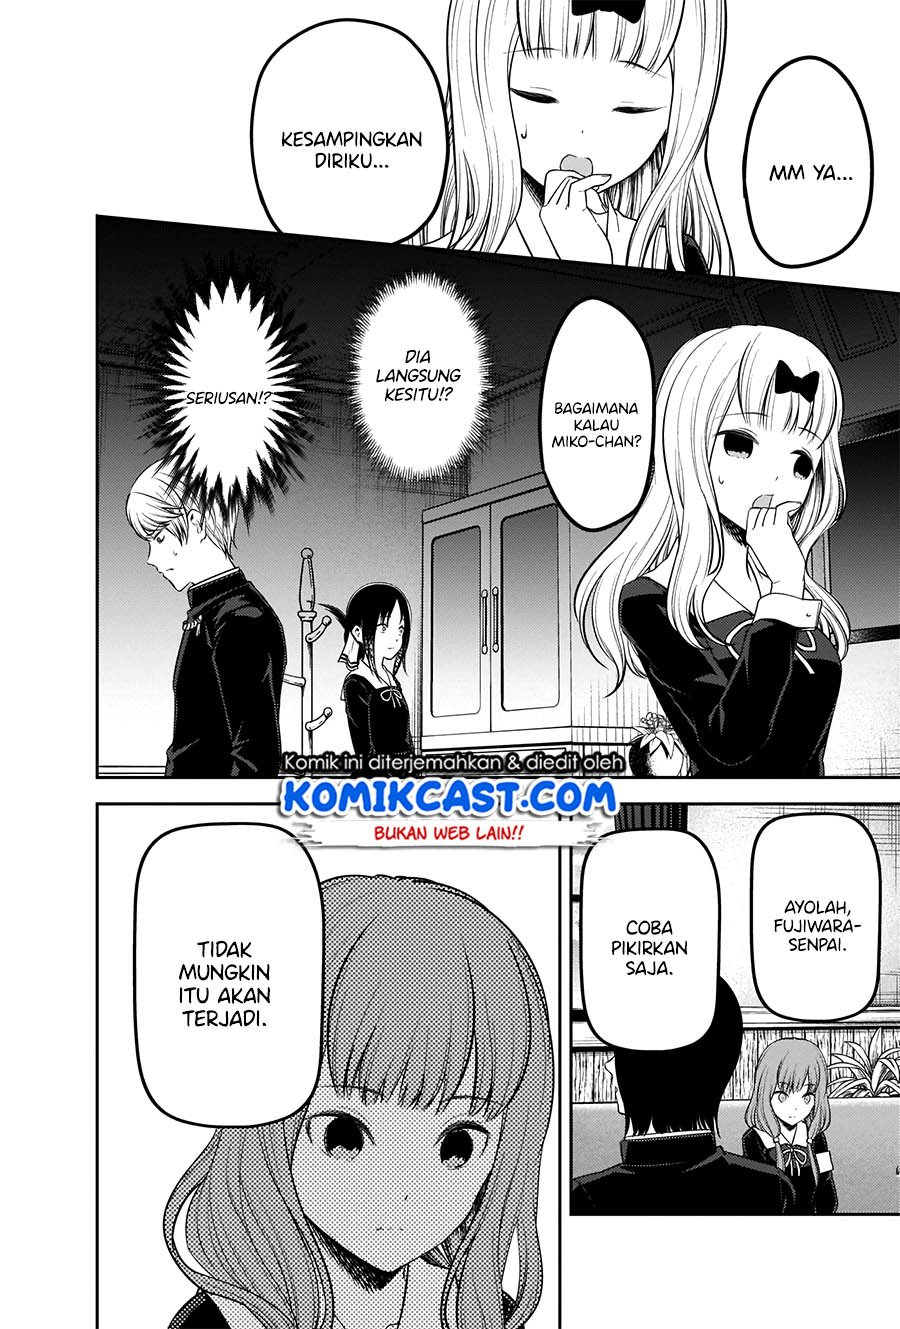 MM YA...
KESAMPINGKAN
DIRIKU...
BAGAIMANA
KALAU
MIKO-CHAN?
DIA
LANGSUNG
KESITU!?
SERIUSAN!?
Komik ini diterjemahkan & diedit oleh
KOMIKCAST.COM
BUKAN WEB LAIN!!
AYOLAH,
FUJIWARA-
SENPAI.
COBA
PIKIRKAN
SAJA.
TIDAK
MUNGKIN
ITU AKAN
TERJADI.